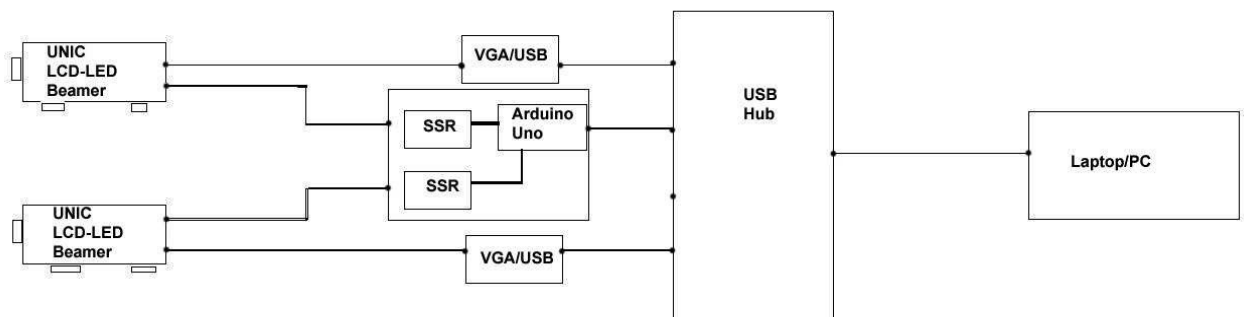 UNIC
LCD-LED
Beamer
VGA/USB
USB
Hub
SSR
Arduino
Uno
Laptop/PC
SSR
UNIC
LCD-LED
Beamer
VGA/USB